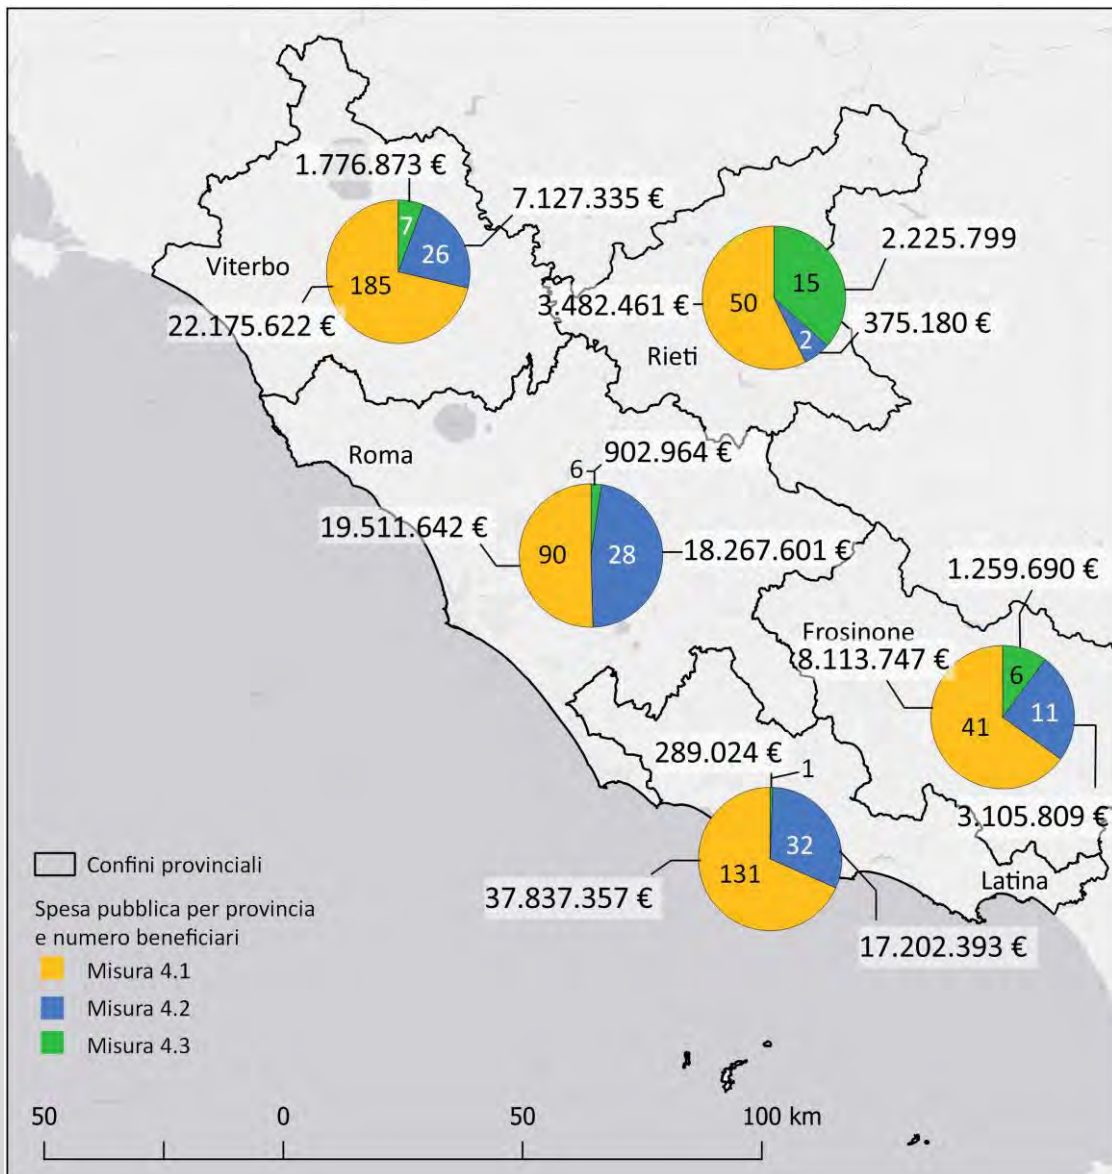 1.776.873 €
7.127.335 €
7
26
185
Viterbo
22.175.622 €
2.225.799
15
50
3.482.461 €
375.180 €
2
Rieti
Roma
902.964 €
6
19.511.642 €
90
28
18.267.601 €
1.259.690 €
Frosinone
8.113.747 €
6
11
41
3.105.809 €
289.024 €
1
32
131
37.837.357 €
Latina
17.202.393 €
Confini provinciali
Spesa pubblica per provincia
e numero beneficiari
Misura 4.1
Misura 4.2
Misura 4.3
50 0 50 100 km